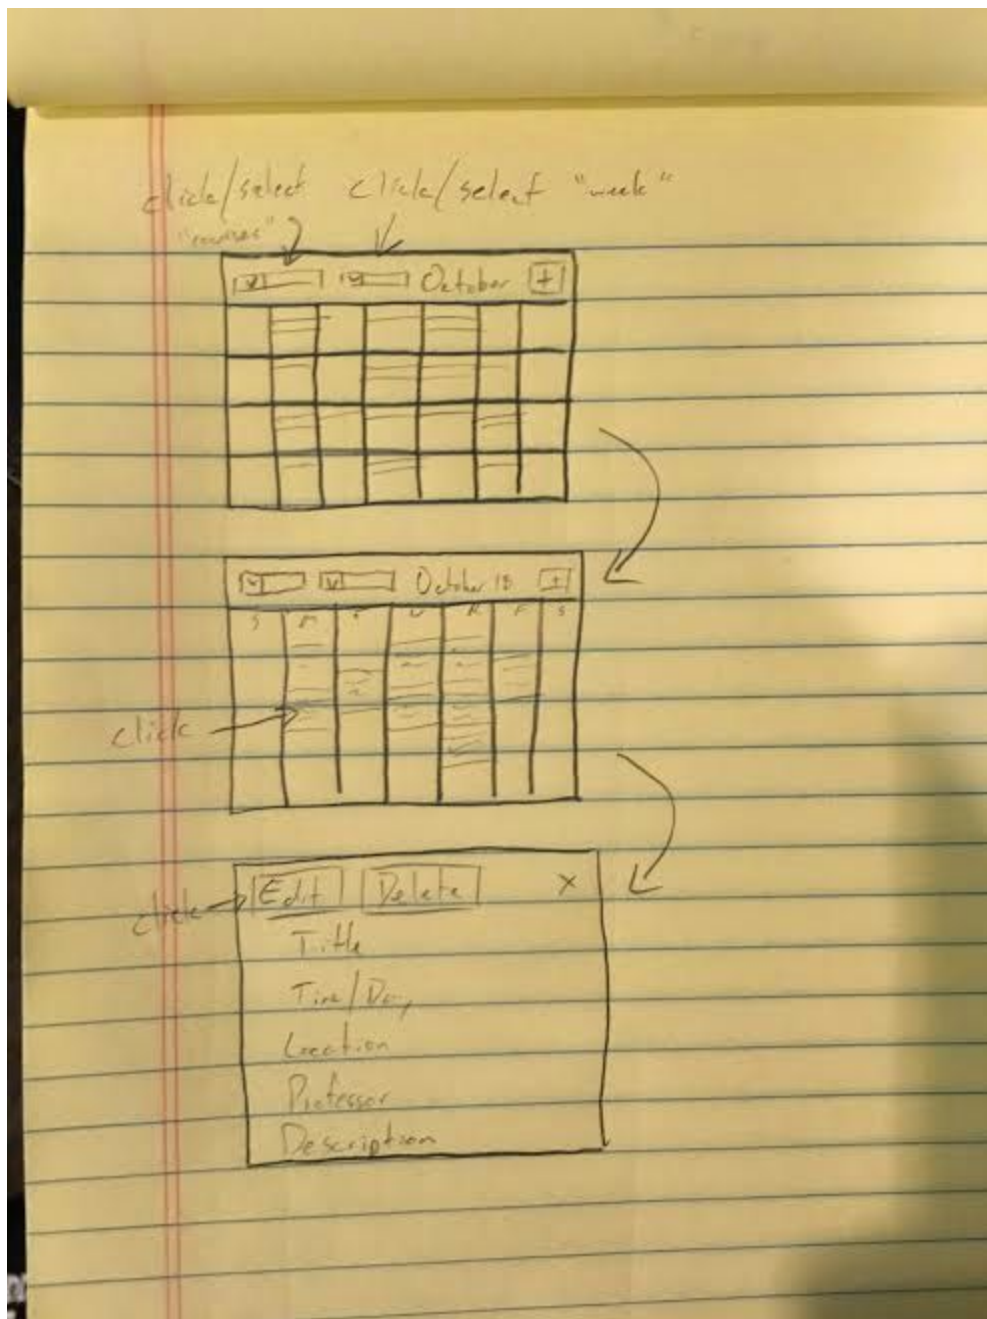 click/select click/select "week"
"courses"
October +
October 18 +
S M T W R F S
click
click Edit Delete X
Title
Time/Day
Location
Professor
Description